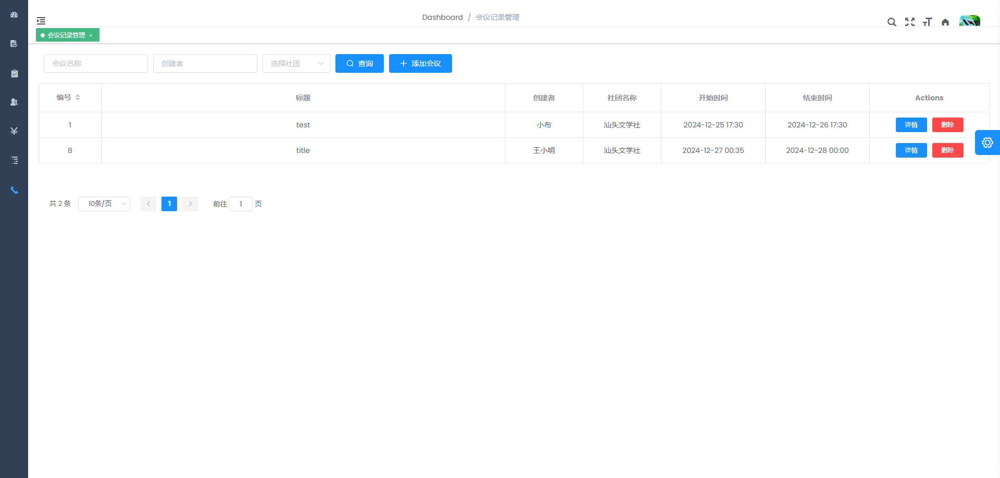 Dashboard / 会议记录管理
会议记录管理 ×
会议名称 创建者 选择社团 查询 添加会议
编号 标题 创建者 社团名称 开始时间 结束时间 Actions
1 test 小布 汕头文学社 2024-12-25 17:30 2024-12-26 17:30 详情 删除
8 title 王小明 汕头文学社 2024-12-27 00:35 2024-12-28 00:00 详情 删除
共 2 条 10条/页 1 前往 1 页